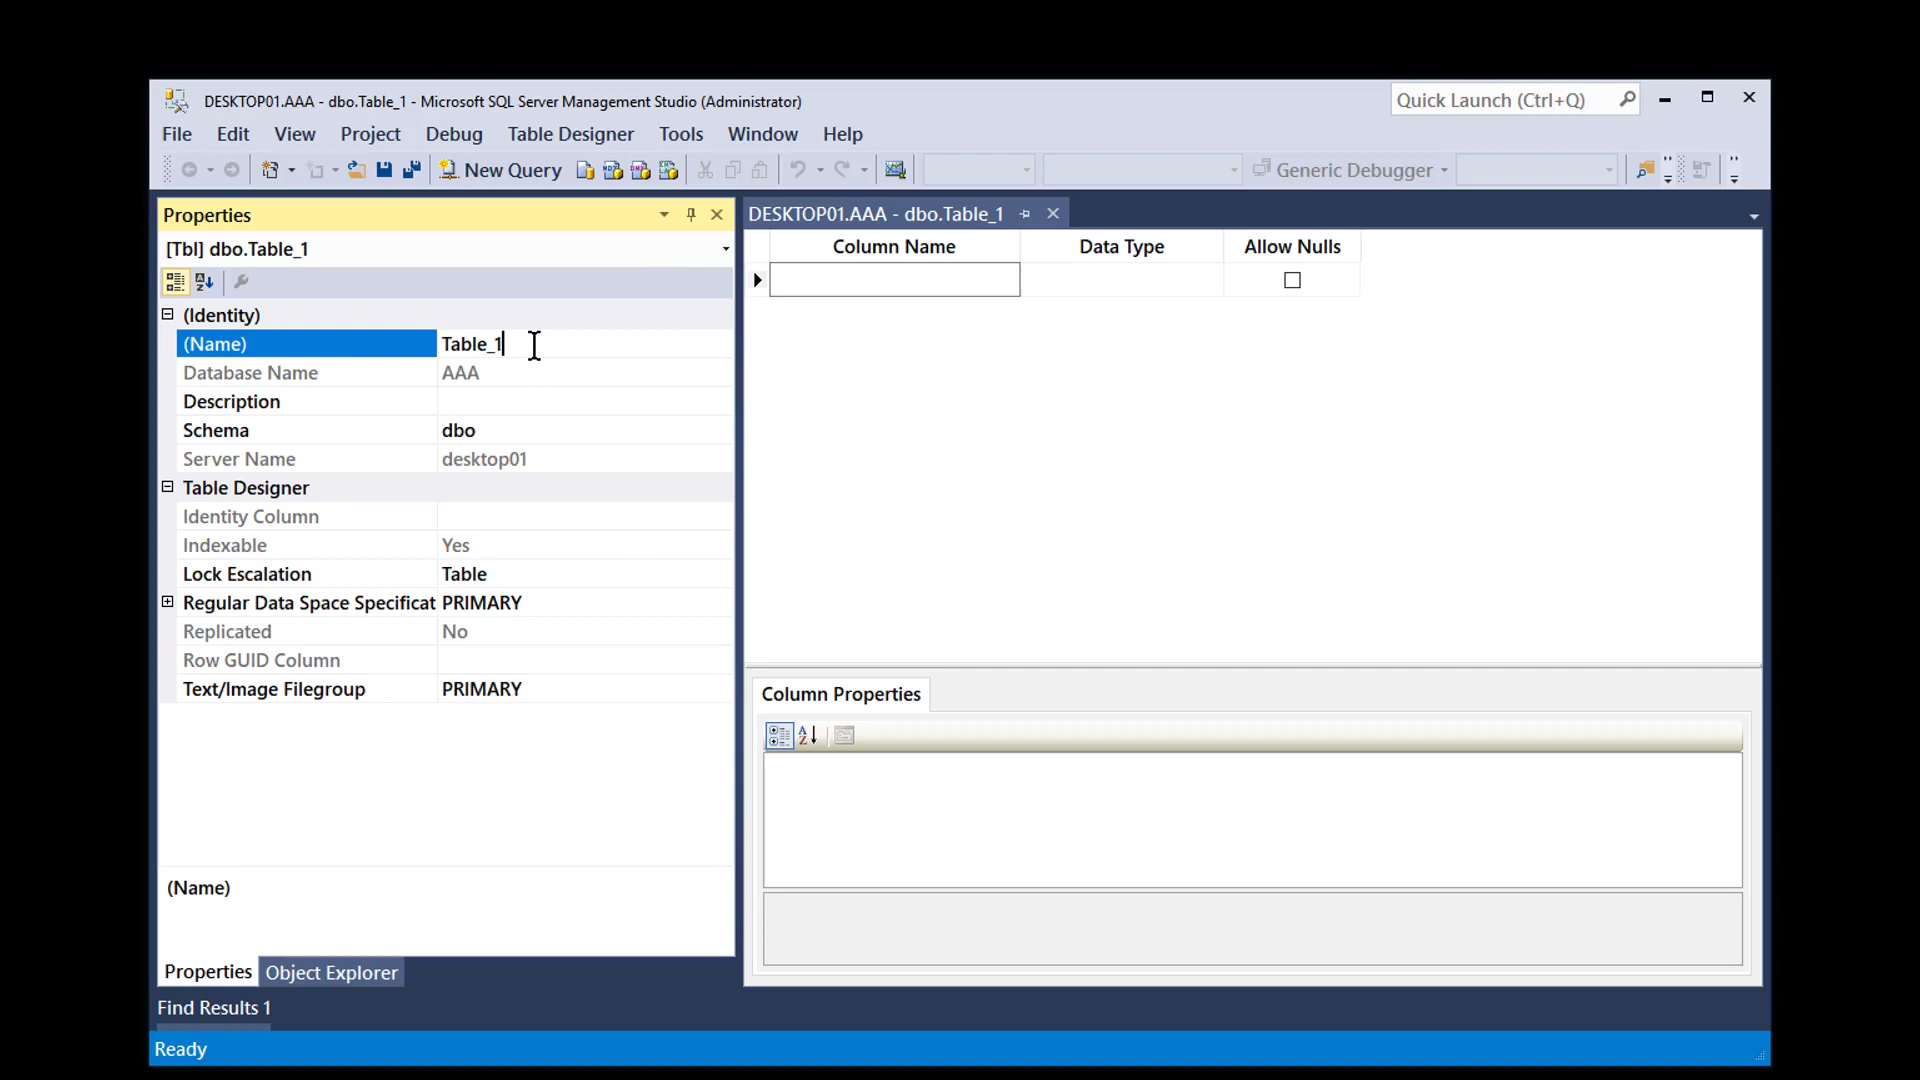 DESKTOP01.AAA - dbo.Table_1 - Microsoft SQL Server Management Studio (Administrator)
Quick Launch (Ctrl+Q)
File Edit View Project Debug Table Designer Tools Window Help
New Query
Generic Debugger
Properties
[Tbl] dbo.Table_1
(Identity)
(Name) Table_1
Database Name AAA
Description
Schema dbo
Server Name desktop01
Table Designer
Identity Column
Indexable Yes
Lock Escalation Table
Regular Data Space Specificat PRIMARY
Replicated No
Row GUID Column
Text/Image Filegroup PRIMARY
(Name)
Properties Object Explorer
DESKTOP01.AAA - dbo.Table_1
Column Name Data Type Allow Nulls
Column Properties
Find Results 1
Ready